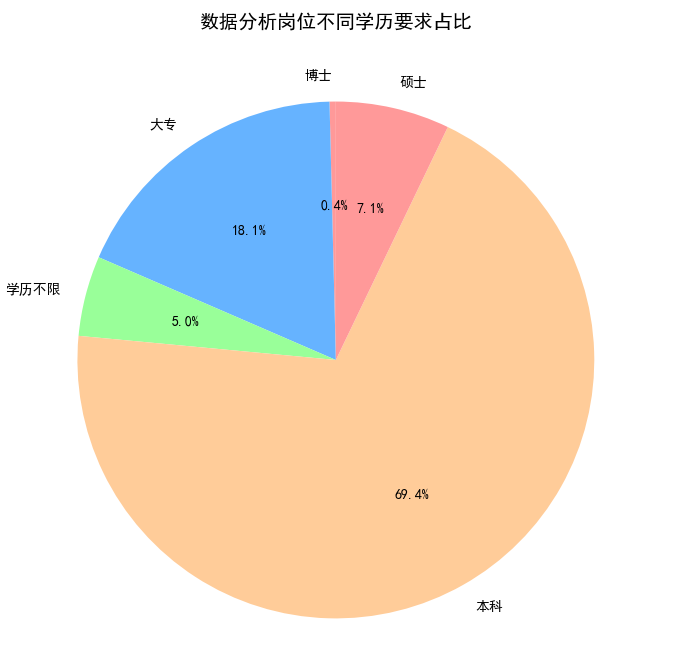 数据分析岗位不同学历要求占比
博士
硕士
大专
0.4%
7.1%
18.1%
学历不限
5.0%
69.4%
本科